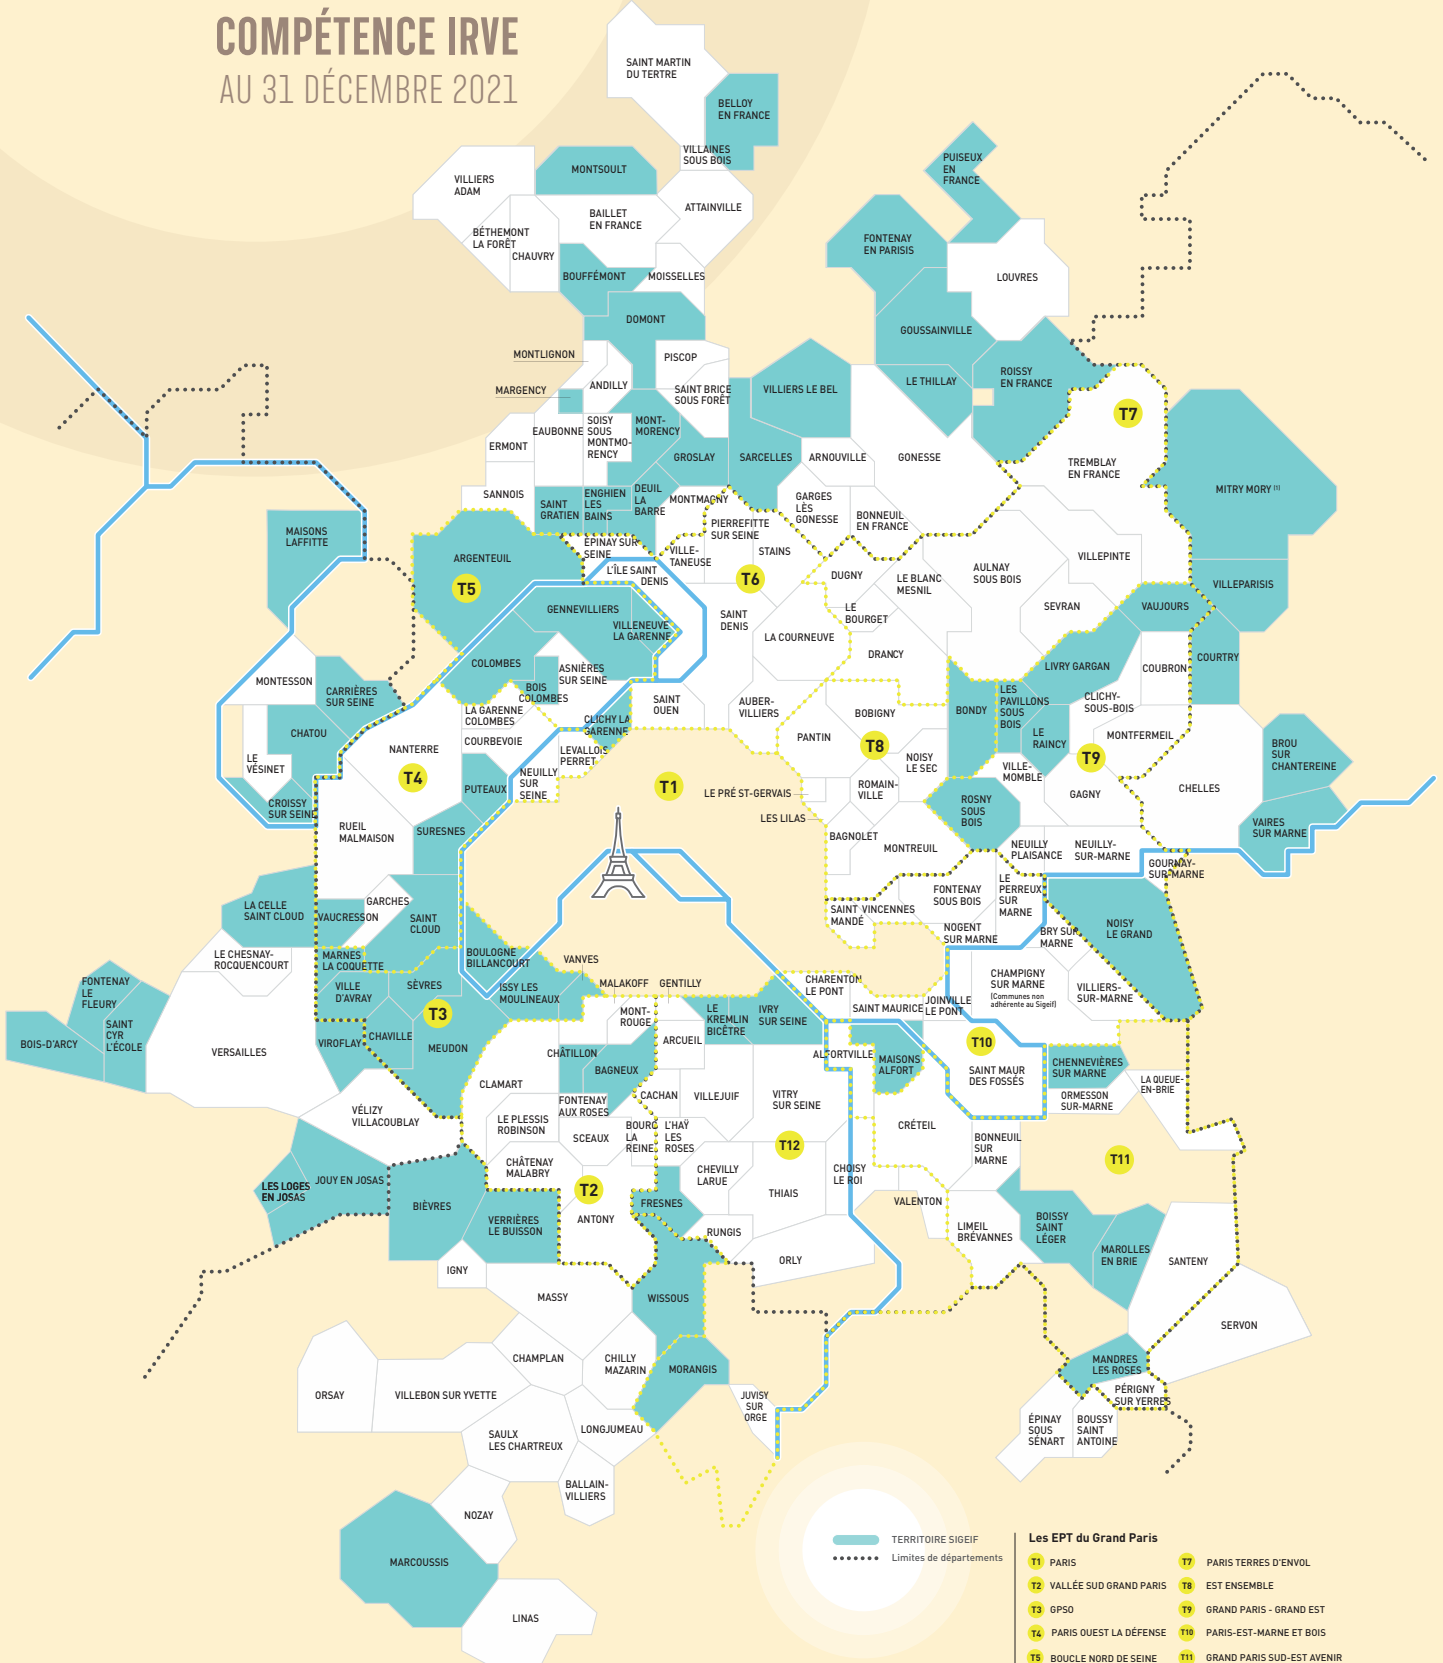 COMPÉTENCE IRVE
AU 31 DÉCEMBRE 2021
SAINT MARTIN
DU TERTRE
BELLOY
EN FRANCE
VILLAINES
SOUS BOIS
MONTSOULT
VILLIERS
ADAM
PUISEUX
EN
FRANCE
ATTAINVILLE
BAILLET
EN FRANCE
BÉTHEMONT
LA FORÊT
CHAUVRY
FONTENAY
EN PARISIS
BOUFFÉMONT
MOISSELLES
LOUVRES
DOMONT
GOUSSAINVILLE
MONTLIGNON
PISCOP
MARGENCY
ANDILLY
SAINT BRICE
SOUS FORÊT
VILLIERS LE BEL
LE THILLAY
ROISSY
EN FRANCE
T7
EAUBONNE
SOISY
SOUS
MONTMO-
RENCY
MONT-
MORENCY
ERMONT
GROSLAY
SARCELLES
ARNOUVILLE
GONESSE
TREMBLAY
EN FRANCE
MITRY MORY (1)
SANNOIS
SAINT
GRATIEN
ENGHIEN
LES
BAINS
DEUIL
LA
BARRE
MONTMAGNY
GARGES
LÈS
GONESSE
BONNEUIL
EN FRANCE
PIERREFITTE
SUR SEINE
MAISONS
LAFFITTE
ARGENTEUIL
T5
ÉPINAY SUR
SEINE
VILLE-
TANEUSE
STAINS
T6
L'ÎLE SAINT
DENIS
DUGNY
LE BLANC
MESNIL
AULNAY
SOUS BOIS
VILLEPINTE
VILLEPARISIS
SEVRAN
VAUJOURS
GENNEVILLIERS
VILLENEUVE
LA GARENNE
SAINT
DENIS
LE
BOURGET
LA COURNEUVE
DRANCY
COLOMBES
ASNIÈRES
SUR SEINE
BOIS
COLOMBES
LIVRY GARGAN
COUBRON
COURTRY
MONTESSON
CARRIÈRES
SUR SEINE
LA GARENNE
COLOMBES
CLICHY LA
GARENNE
SAINT
OUEN
AUBER-
VILLIERS
BOBIGNY
BONDY
LES
PAVILLONS
SOUS
BOIS
CLICHY-
SOUS-BOIS
CHATOU
NANTERRE
T4
COURBEVOIE
LEVALLOIS
PERRET
PANTIN
T8
NOISY
LE SEC
LE
RAINCY
MONTFERMEIL
T9
BROU
SUR
CHANTEREINE
LE
VÉSINET
CROISSY
SUR SEINE
PUTEAUX
NEUILLY
SUR
SEINE
T1
LE PRÉ ST-GERVAIS
LES LILAS
ROMAIN-
VILLE
VILLE-
MOMBLE
GAGNY
CHELLES
ROSNY
SOUS
BOIS
VAIRES
SUR MARNE
RUEIL
MALMAISON
SURESNES
BAGNOLET
MONTREUIL
NEUILLY
PLAISANCE
NEUILLY-
SUR-MARNE
GOURNAY-
SUR-MARNE
GARCHES
LA CELLE
SAINT CLOUD
VAUCRESSON
SAINT
CLOUD
FONTENAY
SOUS BOIS
LE
PERREUX
SUR
MARNE
SAINT
MANDÉ
VINCENNES
NOGENT
SUR MARNE
BRY SUR
MARNE
NOISY
LE GRAND
LE CHESNAY-
ROCQUENCOURT
MARNES
LA COQUETTE
BOULOGNE
BILLANCOURT
VANVES
FONTENAY
LE
FLEURY
VILLE
D'AVRAY
SÈVRES
ISSY LES
MOULINEAUX
MALAKOFF
GENTILLY
CHARENTON
LE PONT
CHAMPIGNY
SUR MARNE
(Communes non
adhérente au Sigeif)
VILLIERS-
SUR-MARNE
T3
MONT-
ROUGE
LE
KREMLIN
BICÊTRE
IVRY
SUR SEINE
SAINT MAURICE
JOINVILLE
LE PONT
BOIS-D'ARCY
SAINT
CYR
L'ÉCOLE
VERSAILLES
VIROFLAY
CHAVILLE
MEUDON
CHÂTILLON
ARCUEIL
ALFORTVILLE
MAISONS
ALFORT
T10
SAINT MAUR
DES FOSSÉS
CHENNEVIÈRES
SUR MARNE
BAGNEUX
CLAMART
CACHAN
VILLEJUIF
VITRY
SUR SEINE
LA QUEUE-
EN-BRIE
ORMESSON
SUR-MARNE
VÉLIZY
VILLACOUBLAY
LE PLESSIS
ROBINSON
FONTENAY
AUX ROSES
SCEAUX
BOURG
LA
REINE
L'HAŸ
LES
ROSES
T12
CRÉTEIL
BONNEUIL
SUR
MARNE
T11
CHÂTENAY
MALABRY
CHEVILLY
LARUE
CHOISY
LE ROI
LES LOGES
EN JOSAS
JOUY EN JOSAS
BIÈVRES
VERRIÈRES
LE BUISSON
T2
ANTONY
FRESNES
THIAIS
VALENTON
RUNGIS
LIMEIL
BRÉVANNES
BOISSY
SAINT
LÉGER
MAROLLES
EN BRIE
SANTENY
IGNY
ORLY
MASSY
WISSOUS
SERVON
CHAMPLAN
CHILLY
MAZARIN
MORANGIS
MANDRES
LES ROSES
ORSAY
VILLEBON SUR YVETTE
JUVISY
SUR
ORGE
PÉRIGNY
SUR YERRES
SAULX
LES CHARTREUX
LONGJUMEAU
ÉPINAY
SOUS
SÉNART
BOUSSY
SAINT
ANTOINE
BALLAIN-
VILLIERS
NOZAY
MARCOUSSIS
LINAS
TERRITOIRE SIGEIF
Limites de départements
Les EPT du Grand Paris
T1 PARIS
T2 VALLÉE SUD GRAND PARIS
T3 GPSO
T4 PARIS OUEST LA DÉFENSE
T5 BOUCLE NORD DE SEINE
T7 PARIS TERRES D'ENVOL
T8 EST ENSEMBLE
T9 GRAND PARIS - GRAND EST
T10 PARIS-EST-MARNE ET BOIS
T11 GRAND PARIS SUD-EST AVENIR